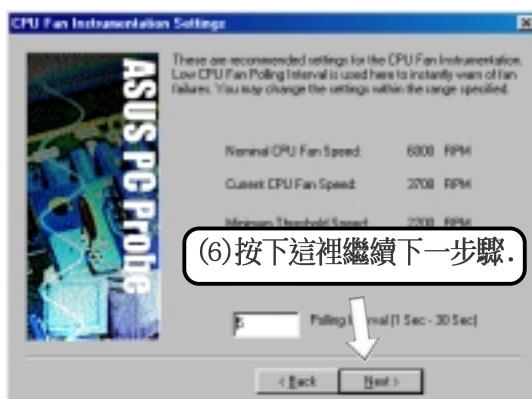 CPU Fan Instrumentation Settings
ASUS PC Probe
These are recommended settings for the CPU Fan Instrumentation.
Low CPU Fan Polling Interval is used here to instantly warn of fan
failures. You may change the settings within the range specified.
Nominal CPU Fan Speed: 6000 RPM
Current CPU Fan Speed: 3708 RPM
Minimum Threshold Speed: 2200 RPM
(6)按下這裡繼續下一步驟.
5 Polling (1 Sec - 30 Sec)
< Back Next >